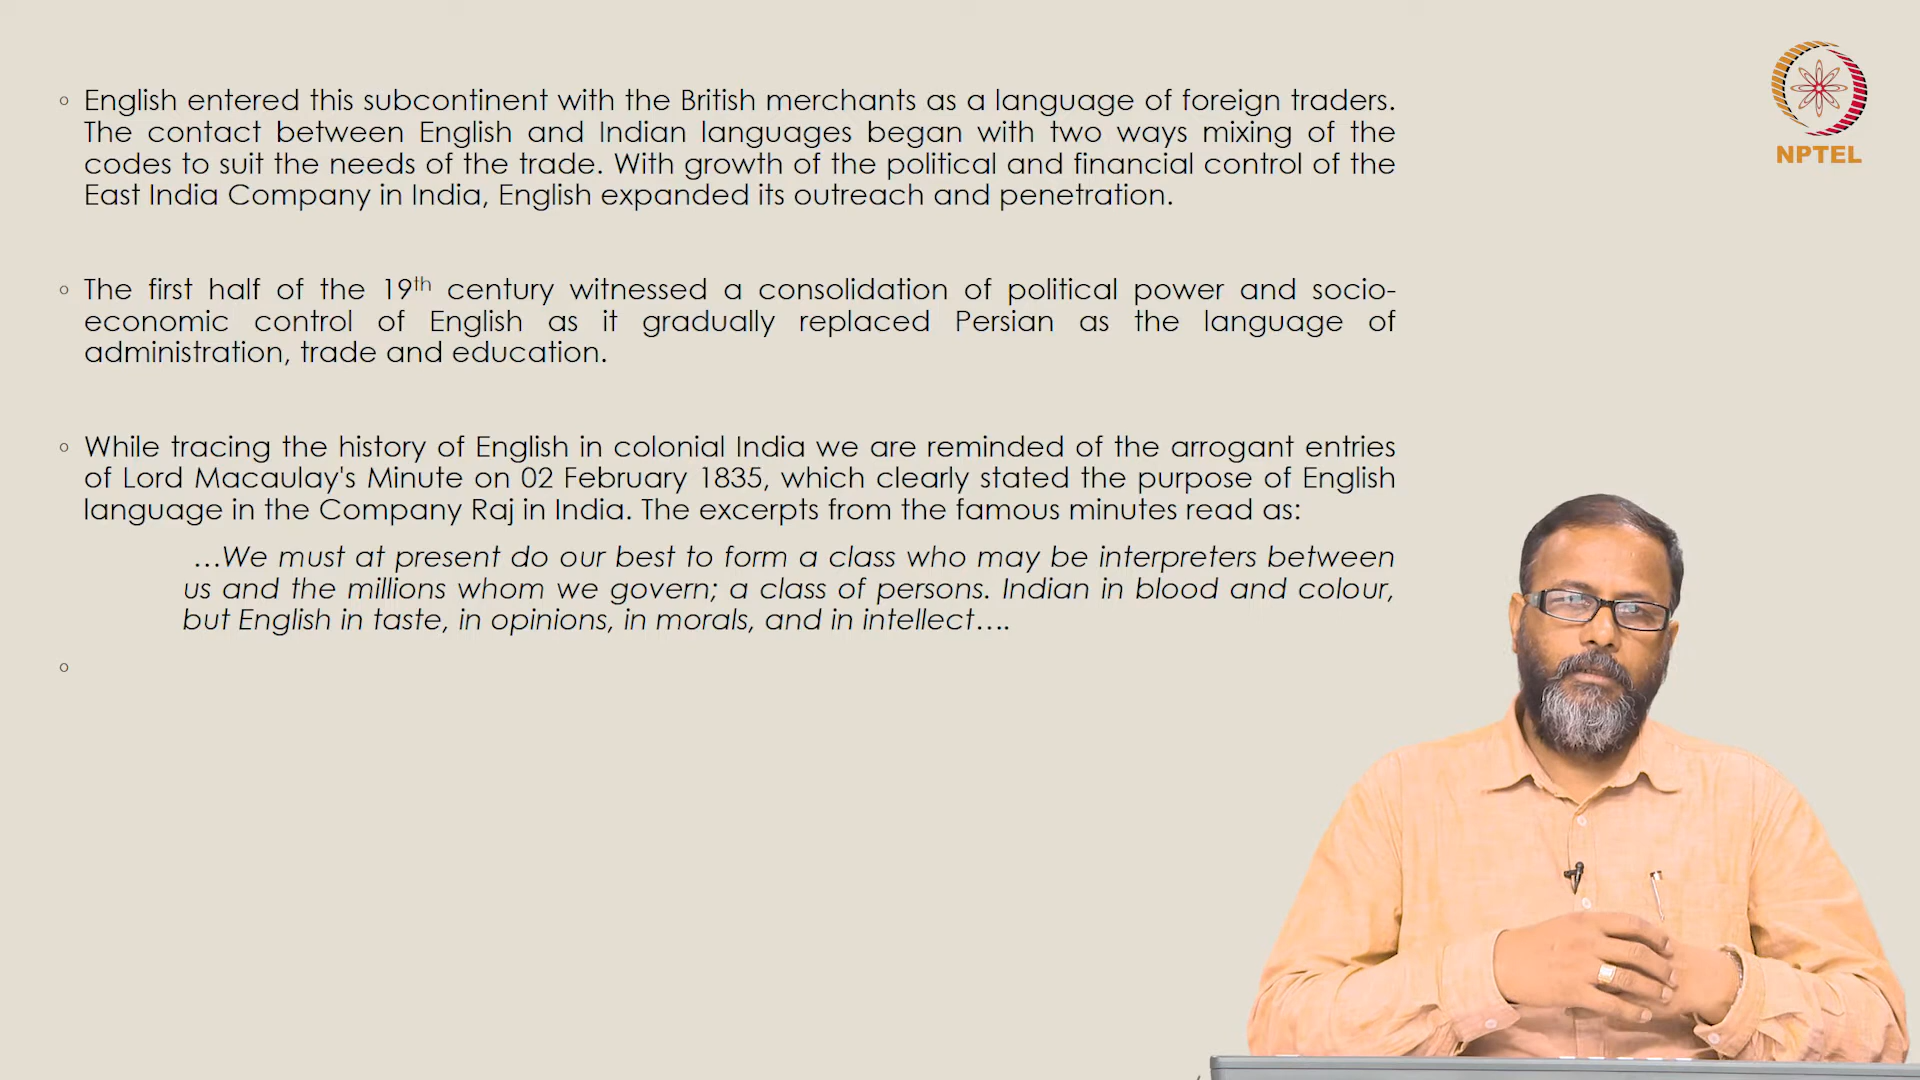 ◦ English entered this subcontinent with the British merchants as a language of foreign traders.
The contact between English and Indian languages began with two ways mixing of the
codes to suit the needs of the trade. With growth of the political and financial control of the
East India Company in India, English expanded its outreach and penetration.
◦ The first half of the 19th century witnessed a consolidation of political power and socio-
economic control of English as it gradually replaced Persian as the language of
administration, trade and education.
◦ While tracing the history of English in colonial India we are reminded of the arrogant entries
of Lord Macaulay's Minute on 02 February 1835, which clearly stated the purpose of English
language in the Company Raj in India. The excerpts from the famous minutes read as:
…We must at present do our best to form a class who may be interpreters between
us and the millions whom we govern; a class of persons. Indian in blood and colour,
but English in taste, in opinions, in morals, and in intellect….
◦
NPTEL